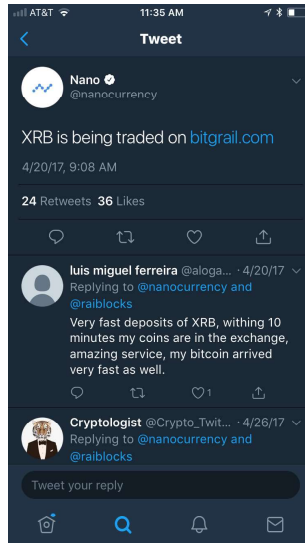 AT&T 11:35 AM
Tweet
Nano
@nanocurrency
XRB is being traded on bitgrail.com
4/20/17, 9:08 AM
24 Retweets 36 Likes
luis miguel ferreira @aloga... · 4/20/17
Replying to @nanocurrency and
@raiblocks
Very fast deposits of XRB, withing 10
minutes my coins are in the exchange,
amazing service, my bitcoin arrived
very fast as well.
1
Cryptologist @Crypto_Twit... · 4/26/17
Replying to @nanocurrency and
@raiblocks
Tweet your reply